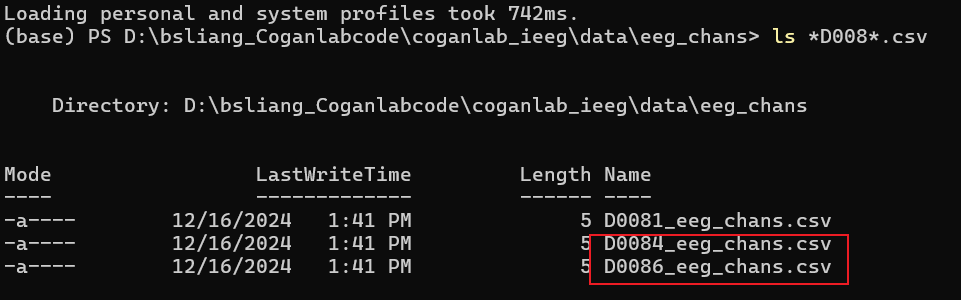 Loading personal and system profiles took 742ms.
(base) PS D:\bsliang_Coganlabcode\coganlab_ieeg\data\eeg_chans> ls *D008*.csv
Directory: D:\bsliang_Coganlabcode\coganlab_ieeg\data\eeg_chans
Mode LastWriteTime Length Name
---- ------------- ------ ----
-a---- 12/16/2024 1:41 PM 5 D0081_eeg_chans.csv
-a---- 12/16/2024 1:41 PM 5 D0084_eeg_chans.csv
-a---- 12/16/2024 1:41 PM 5 D0086_eeg_chans.csv